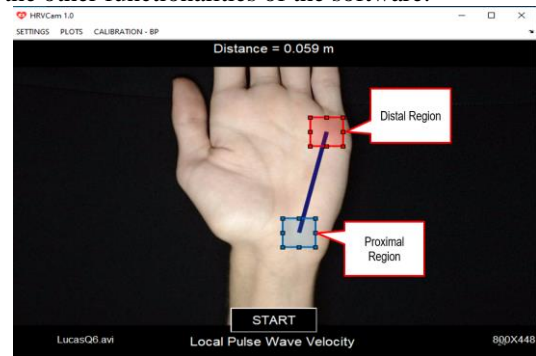 the other functionalities of the software.
HRVCam 1.0
SETTINGS PLOTS CALIBRATION - BP
Distance = 0.059 m
Distal Region
Proximal
Region
START
LucasQ6.avi
Local Pulse Wave Velocity
800X448